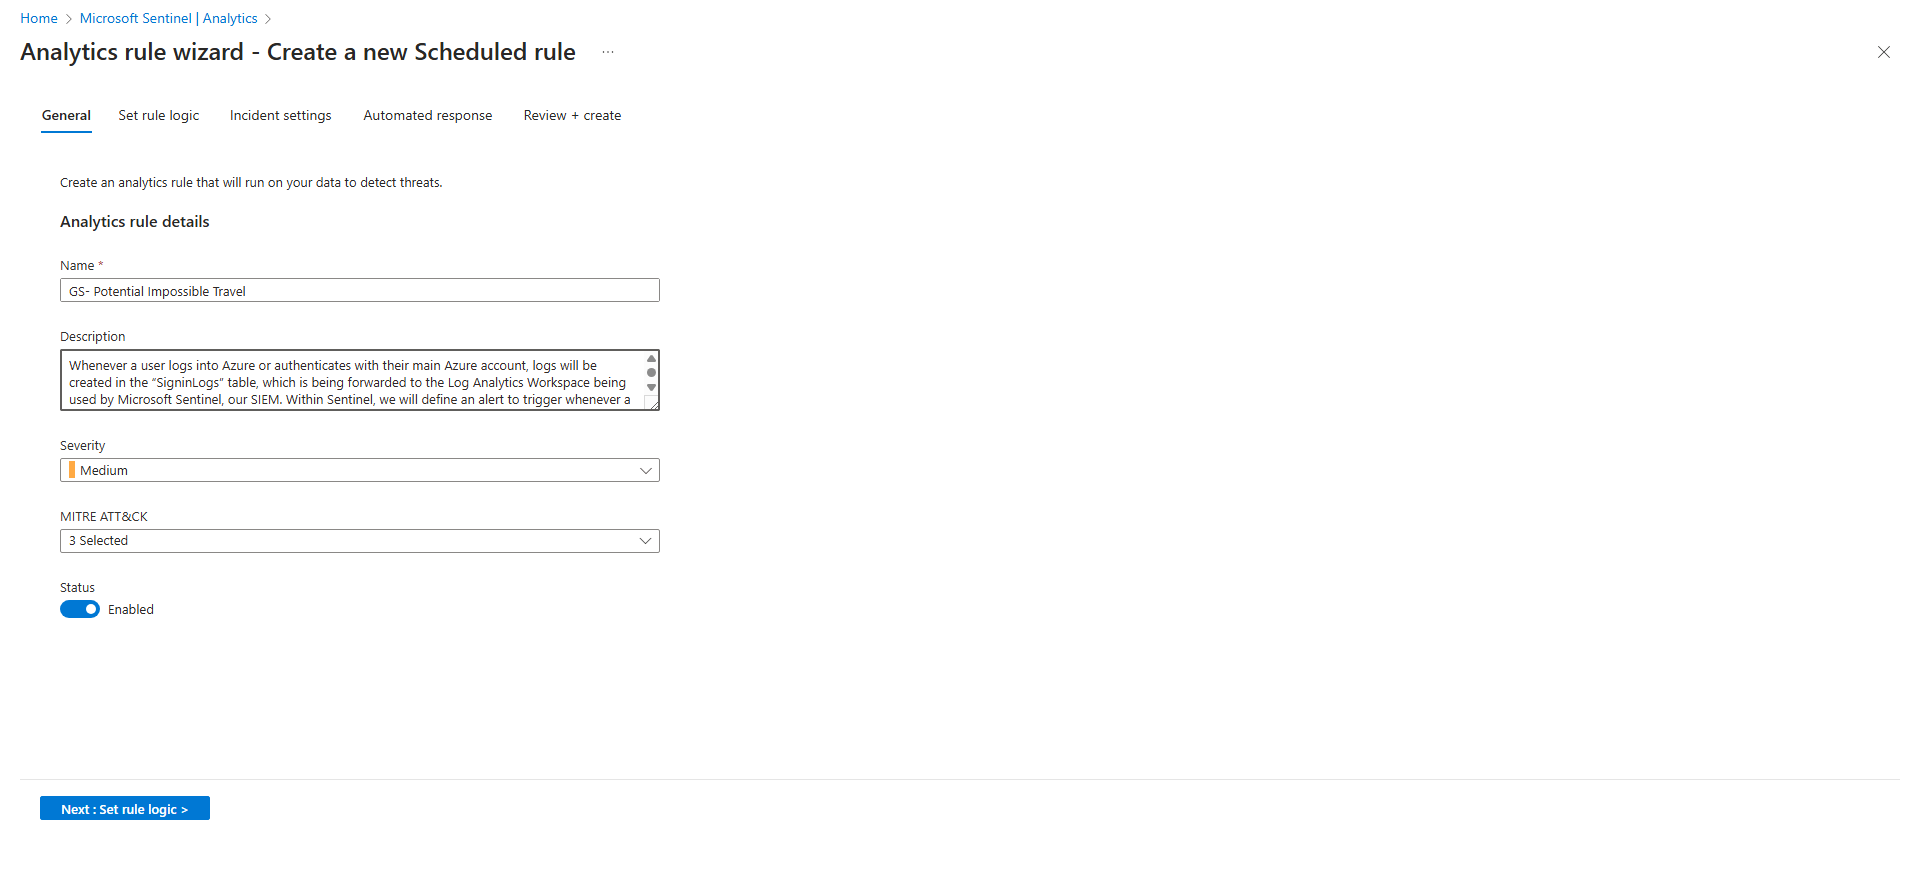 Home > Microsoft Sentinel | Analytics >
Analytics rule wizard - Create a new Scheduled rule ...
General Set rule logic Incident settings Automated response Review + create
Create an analytics rule that will run on your data to detect threats.
Analytics rule details
Name *
GS- Potential Impossible Travel
Description
Whenever a user logs into Azure or authenticates with their main Azure account, logs will be
created in the “SigninLogs” table, which is being forwarded to the Log Analytics Workspace being
used by Microsoft Sentinel, our SIEM. Within Sentinel, we will define an alert to trigger whenever a
Severity
Medium
MITRE ATT&CK
3 Selected
Status
Enabled
Next : Set rule logic >